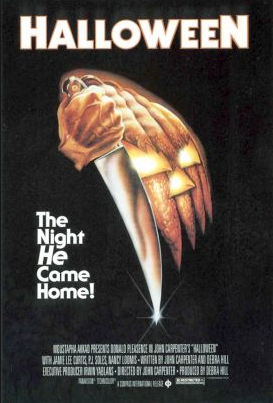 HALLOWEEN
The
Night
He
Came
Home!
MOUSTAPHA AKKAD PRESENTS DONALD PLEASENCE IN JOHN CARPENTER'S "HALLOWEEN"
WITH JAMIE LEE CURTIS, P.J. SOLES, NANCY LOOMIS • WRITTEN BY JOHN CARPENTER AND DEBRA HILL
EXECUTIVE PRODUCER IRWIN YABLANS • DIRECTED BY JOHN CARPENTER • PRODUCED BY DEBRA HILL
PANAVISION® TECHNICOLOR® A COMPASS INTERNATIONAL RELEASE